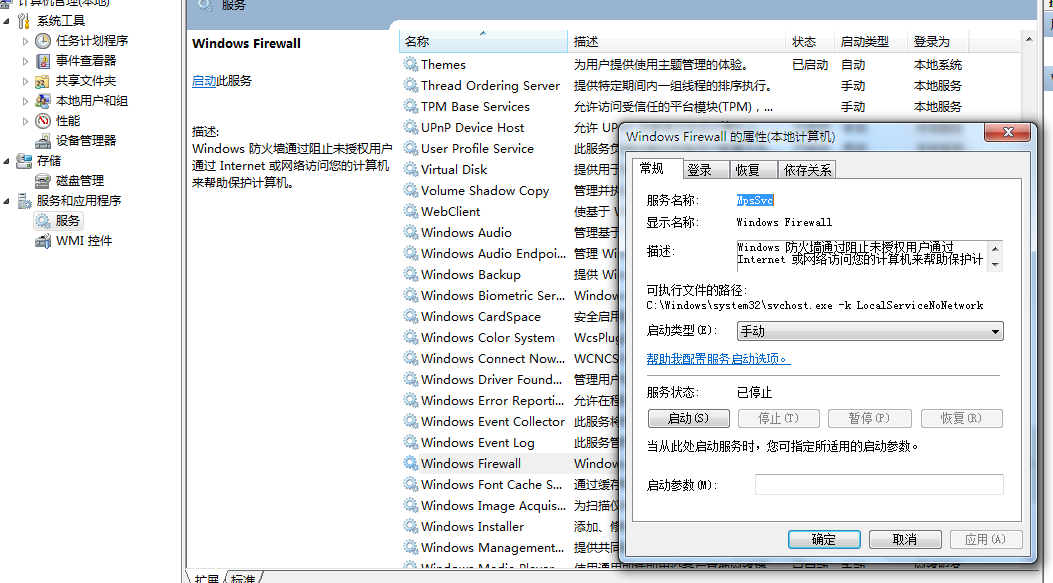 计算机管理(本地)
系统工具
任务计划程序
事件查看器
共享文件夹
本地用户和组
性能
设备管理器
存储
磁盘管理
服务和应用程序
服务
WMI 控件
服务
Windows Firewall
启动此服务
描述:
Windows 防火墙通过阻止未授权用户
通过 Internet 或网络访问您的计算机
来帮助保护计算机。
名称 描述 状态 启动类型 登录为
Themes 为用户提供使用主题管理的体验。 已启动 自动 本地系统
Thread Ordering Server 提供特定期间内一组线程的排序执行。 手动 本地服务
TPM Base Services 允许访问受信任的平台模块(TPM)，... 手动 本地服务
UPnP Device Host 允许 UP
User Profile Service 此服务负
Virtual Disk 提供用于
Volume Shadow Copy 管理并执
WebClient 使基于 W
Windows Audio 管理基于
Windows Audio Endpoi... 管理 Wi
Windows Backup 提供 Wi
Windows Biometric Ser... Window
Windows CardSpace 安全启用
Windows Color System WcsPlug
Windows Connect Now... WCNCS
Windows Driver Found... 管理用户
Windows Error Reporti... 允许在程
Windows Event Collector 此服务将
Windows Event Log 此服务管
Windows Firewall Window
Windows Font Cache S... 通过缓存
Windows Image Acquis... 为扫描仪
Windows Installer 添加、修
Windows Management... 提供共同
扩展 标准
Windows Firewall 的属性(本地计算机)
常规 登录 恢复 依存关系
服务名称: MpsSvc
显示名称: Windows Firewall
描述: Windows 防火墙通过阻止未授权用户通过
Internet 或网络访问您的计算机来帮助保护计
可执行文件的路径:
C:\Windows\system32\svchost.exe -k LocalServiceNoNetwork
启动类型(E): 手动
帮助我配置服务启动选项。
服务状态: 已停止
启动(S) 停止(T) 暂停(P) 恢复(R)
当从此处启动服务时，您可指定所适用的启动参数。
启动参数(M):
确定 取消 应用(A)